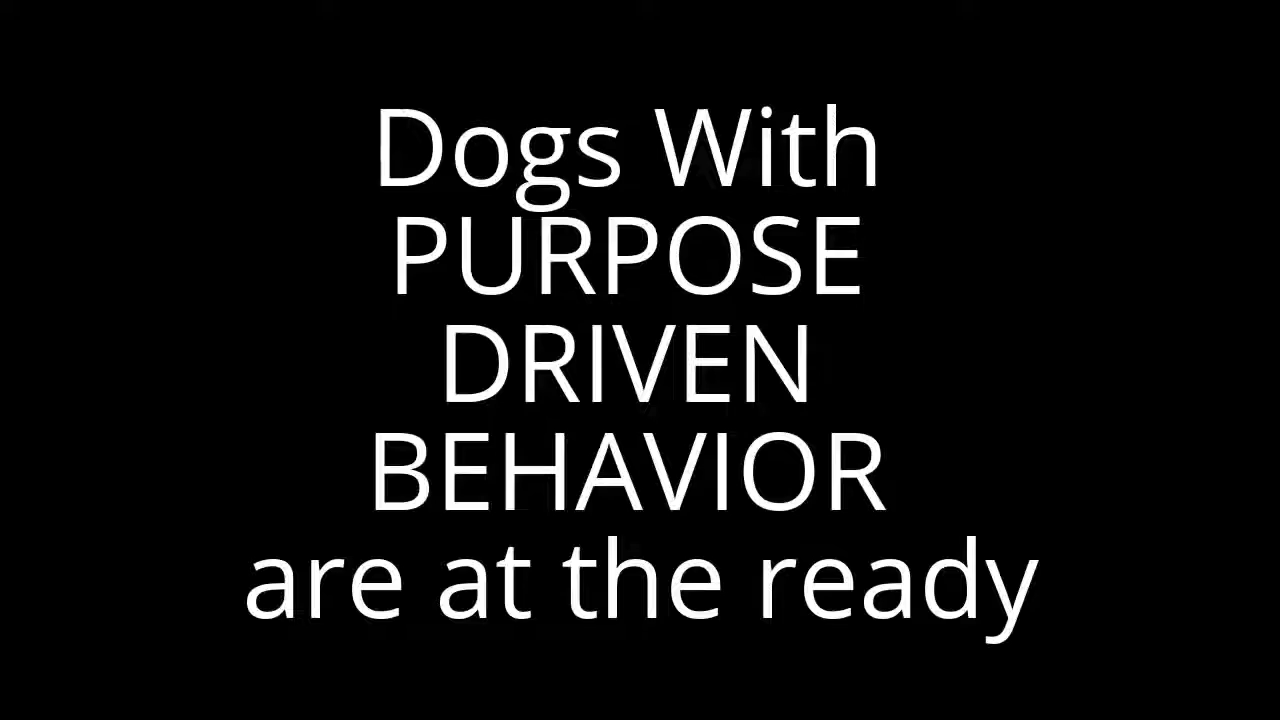 Dogs With
PURPOSE
DRIVEN
BEHAVIOR
are at the ready